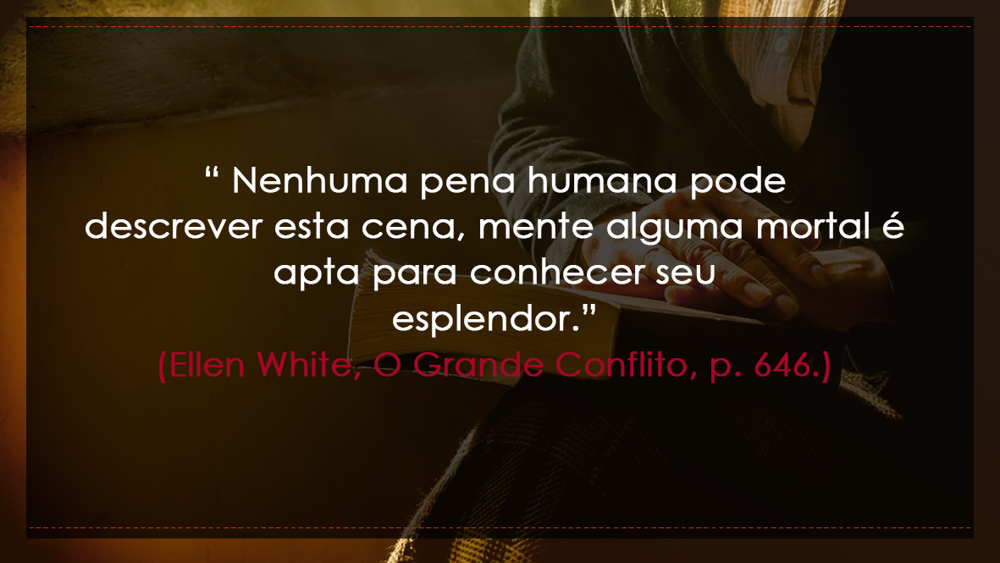 “ Nenhuma pena humana pode
descrever esta cena, mente alguma mortal é
apta para conhecer seu
esplendor.”
(Ellen White, O Grande Conflito, p. 646.)